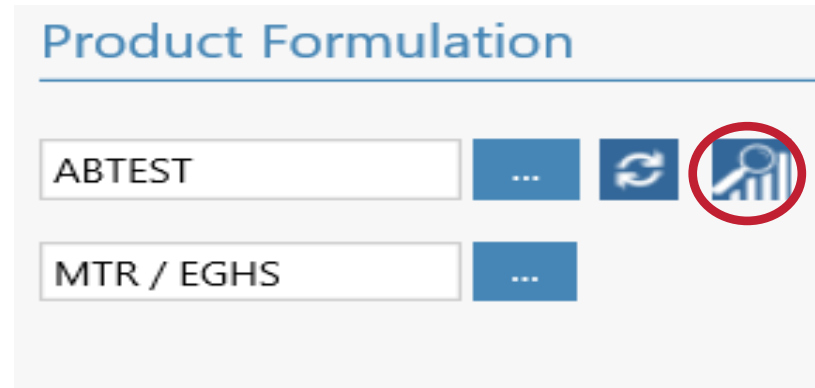 Product Formulation
ABTEST ...
MTR / EGHS ...